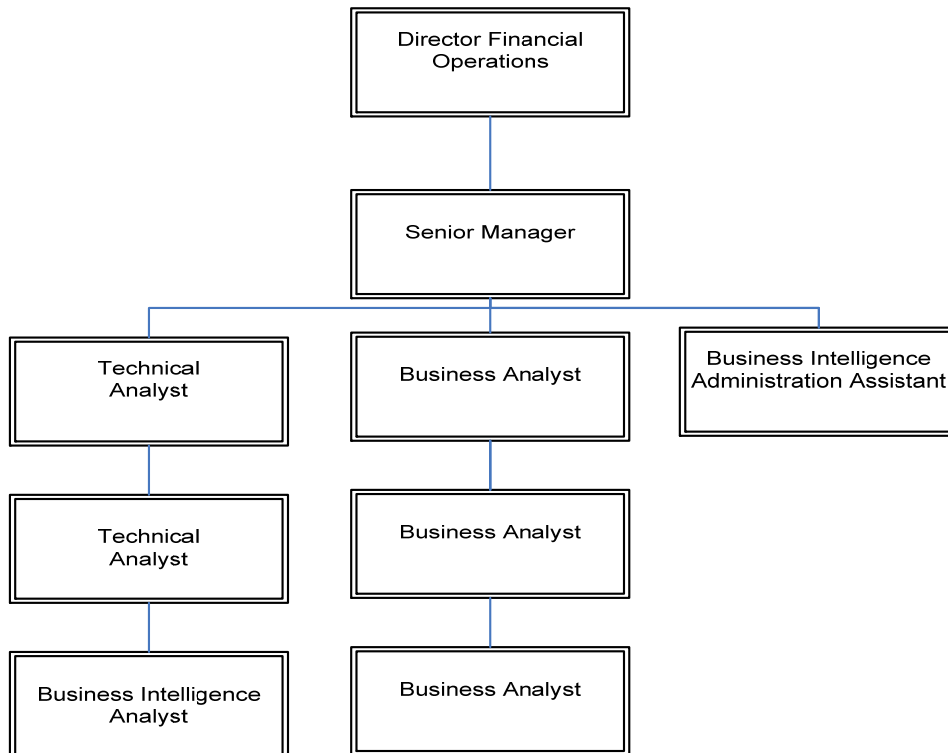 Director Financial
Operations
Senior Manager
Technical
Analyst
Business Analyst
Business Intelligence
Administration Assistant
Technical
Analyst
Business Analyst
Business Intelligence
Analyst
Business Analyst